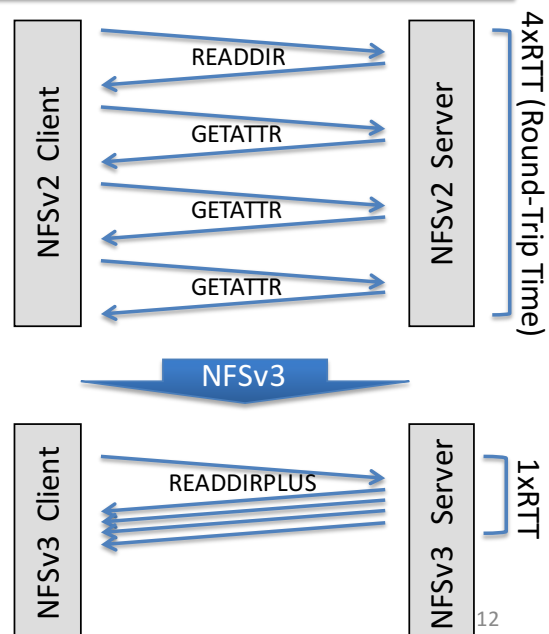 NFSv2 Client
READDIR
GETATTR
GETATTR
GETATTR
NFSv2 Server
4xRTT (Round-Trip Time)
NFSv3
NFSv3 Client
READDIRPLUS
NFSv3 Server
1xRTT
12